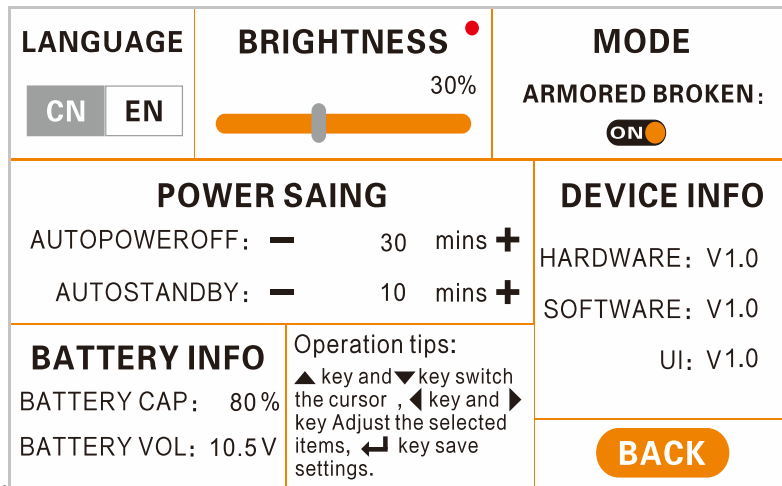 LANGUAGE
CN EN
BRIGHTNESS
30%
MODE
ARMORED BROKEN:
ON
POWER SAING
AUTOPOWEROFF: − 30 mins +
AUTOSTANDBY: − 10 mins +
DEVICE INFO
HARDWARE: V1.0
SOFTWARE: V1.0
UI: V1.0
BATTERY INFO
BATTERY CAP: 80%
BATTERY VOL: 10.5V
Operation tips:
▲ key and ▼ key switch
the cursor , ◀ key and ▶
key Adjust the selected
items, ↵ key save
settings.
BACK